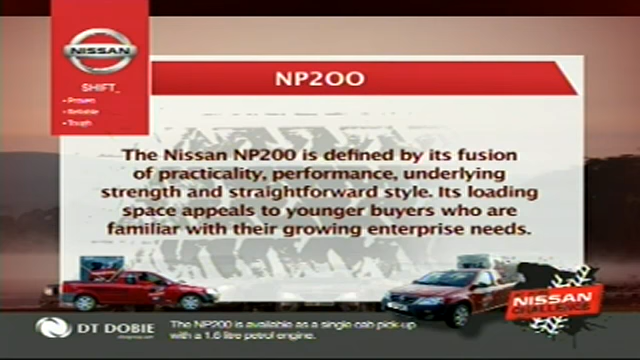 NISSAN
SHIFT_
• Proven
• Reliable
• Tough
NP200
The Nissan NP200 is defined by its fusion
of practicality, performance, underlying
strength and straightforward style. Its loading
space appeals to younger buyers who are
familiar with their growing enterprise needs.
NISSAN
CHALLENGE
DT DOBIE
The NP200 is available as a single cab pick-up
with a 1.6 litre petrol engine.